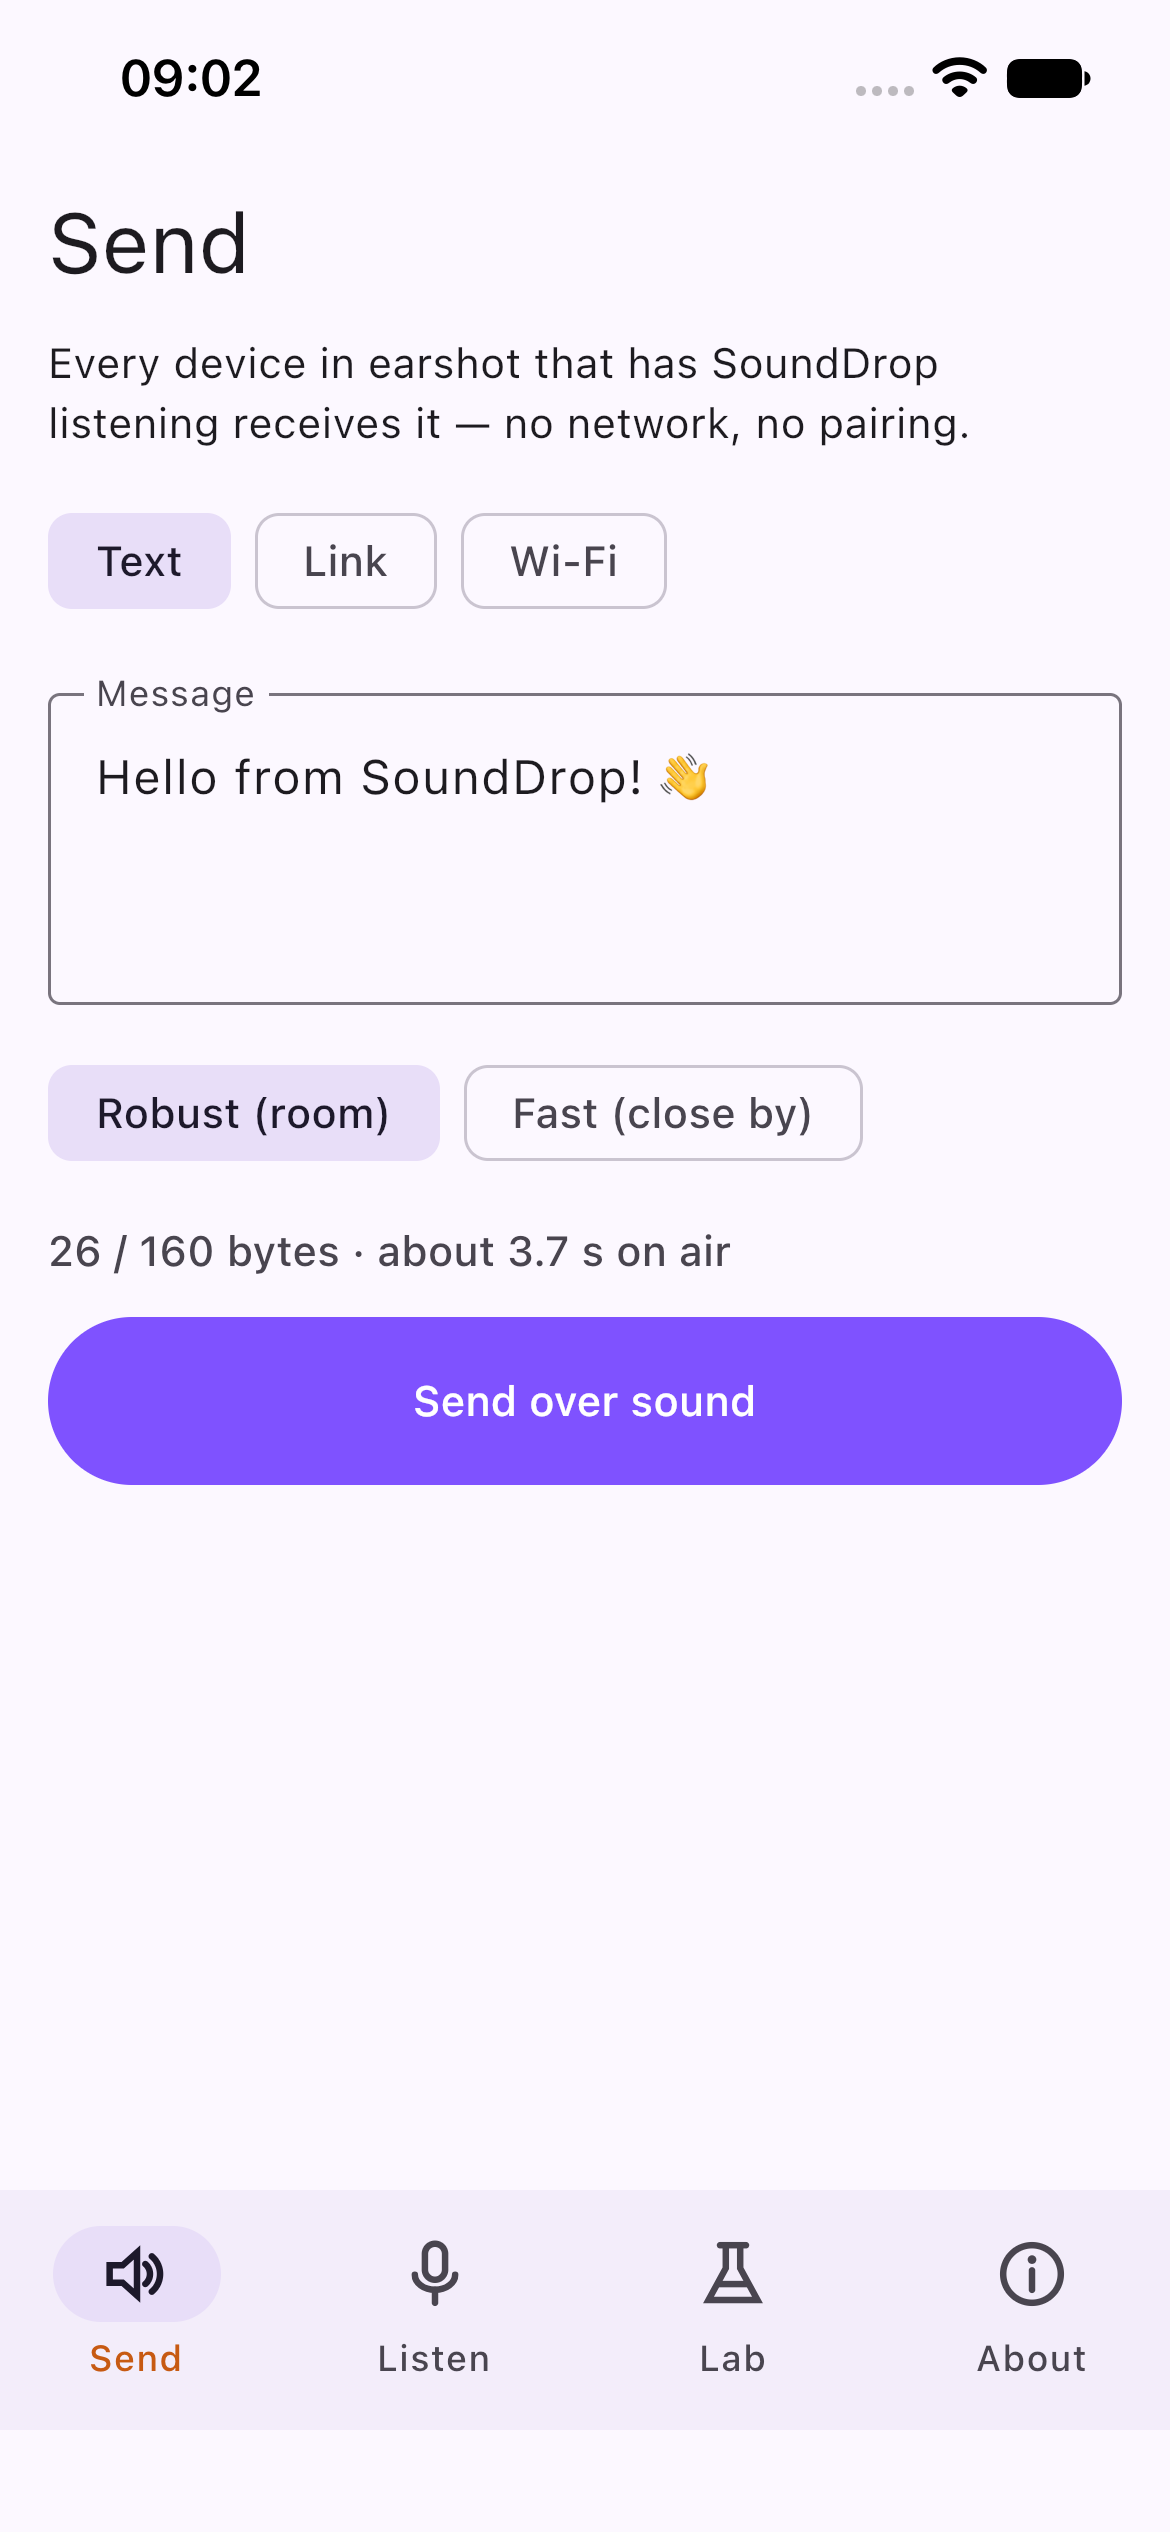 09:02
Send
Every device in earshot that has SoundDrop
listening receives it — no network, no pairing.
Text
Link
Wi-Fi
Message
Hello from SoundDrop! 👋
Robust (room)
Fast (close by)
26 / 160 bytes · about 3.7 s on air
Send over sound
Send
Listen
Lab
About